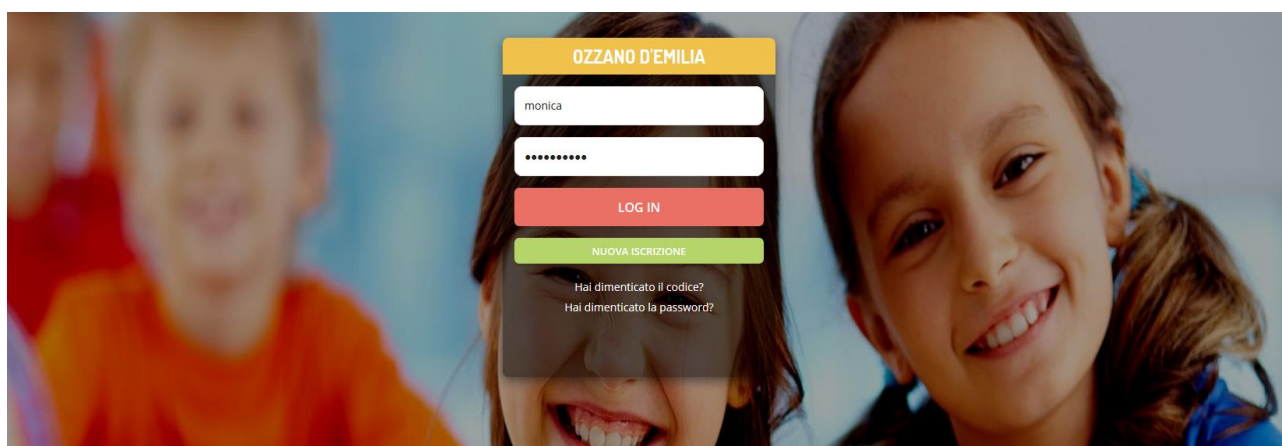 OZZANO D'EMILIA
monica
••••••••••
LOG IN
NUOVA ISCRIZIONE
Hai dimenticato il codice?
Hai dimenticato la password?